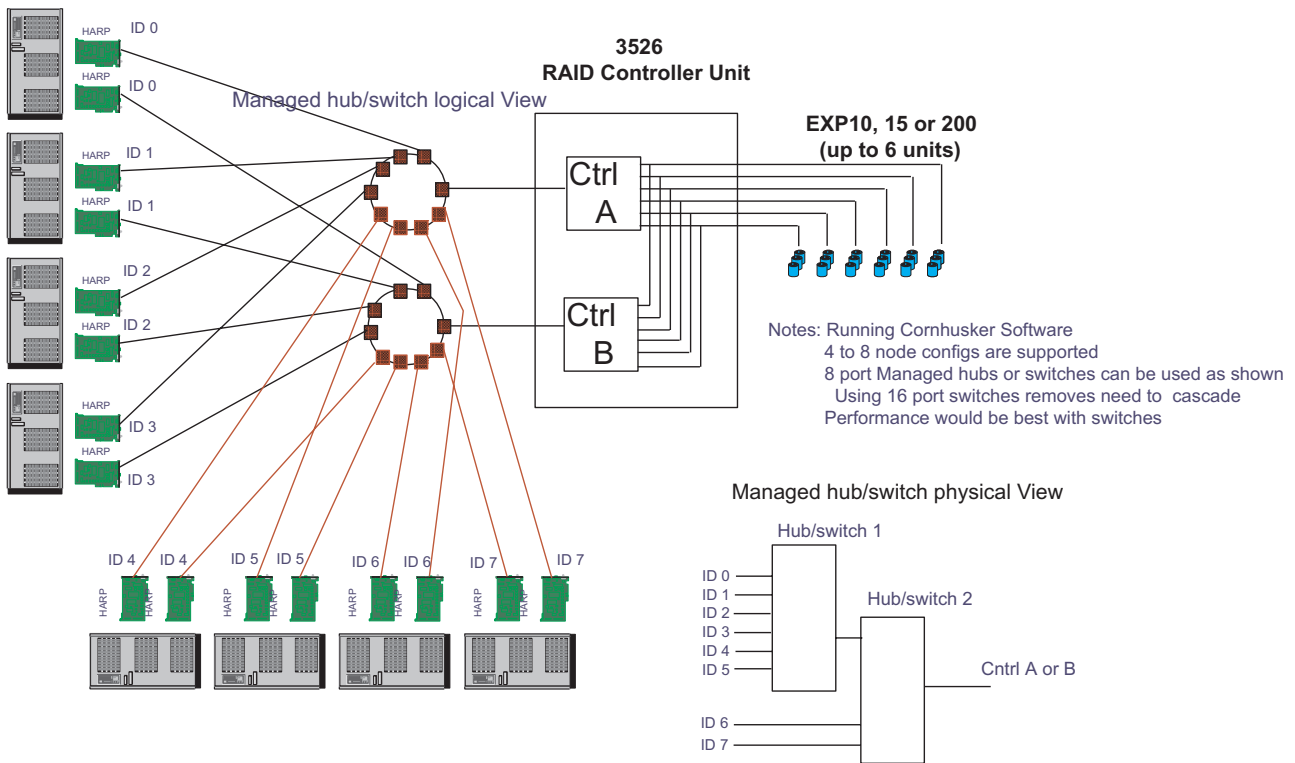 HARP
ID 0
HARP
ID 0
HARP
ID 1
HARP
ID 1
HARP
ID 2
HARP
ID 2
HARP
ID 3
HARP
ID 3
Managed hub/switch logical View
3526
RAID Controller Unit
Ctrl
A
Ctrl
B
EXP10, 15 or 200
(up to 6 units)
Notes: Running Cornhusker Software
4 to 8 node configs are supported
8 port Managed hubs or switches can be used as shown
Using 16 port switches removes need to cascade
Performance would be best with switches
ID 4
ID 4
ID 5
ID 5
ID 6
ID 6
ID 7
ID 7
HARP
HARP
HARP
HARP
HARP
HARP
HARP
HARP
Managed hub/switch physical View
Hub/switch 1
ID 0
ID 1
ID 2
ID 3
ID 4
ID 5
Hub/switch 2
ID 6
ID 7
Cntrl A or B